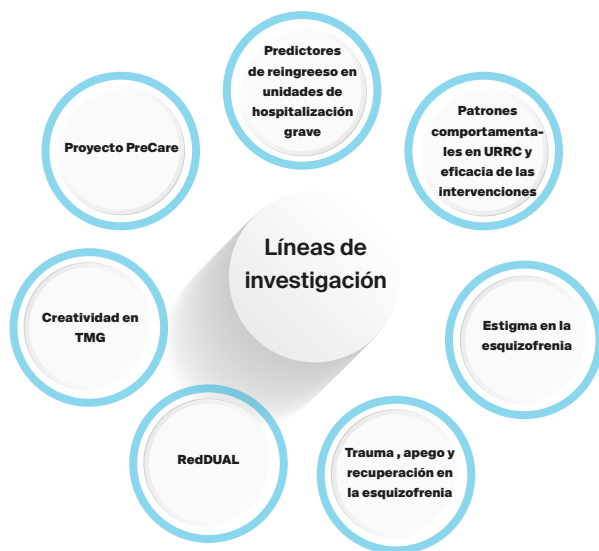 Predictores
de reingreeso en
unidades de
hospitalización
grave
Proyecto PreCare
Patrones
comportamenta-
les en URRC y
eficacia de las
intervenciones
Líneas de
investigación
Creatividad en
TMG
Estigma en la
esquizofrenia
RedDUAL
Trauma , apego y
recuperación en
la esquizofrenia